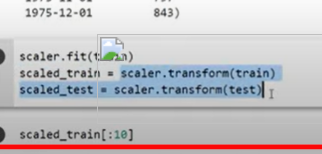 1975-12-01 843)
scaler.fit(train)
scaled_train = scaler.transform(train)
scaled_test = scaler.transform(test)
scaled_train[:10]